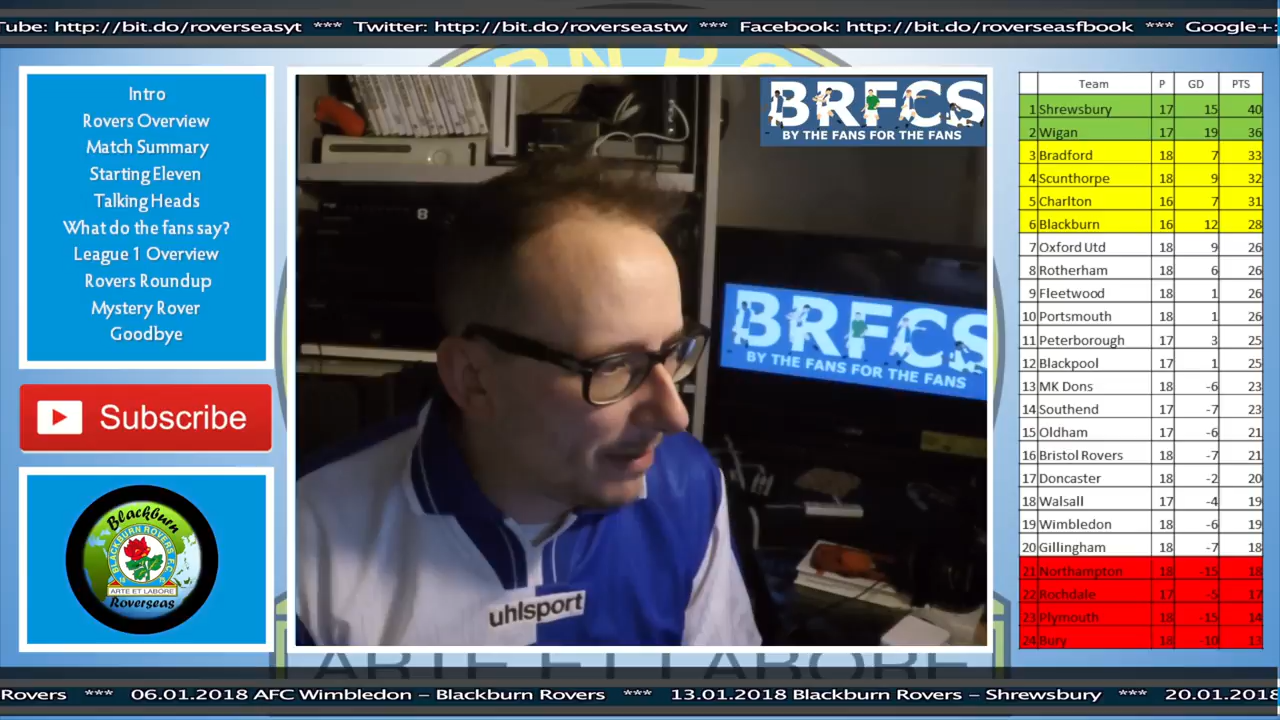 Tube: http://bit.do/roverseasyt *** Twitter: http://bit.do/roverseastw *** Facebook: http://bit.do/roverseasfbook *** Google+:
Intro
Rovers Overview
Match Summary
Starting Eleven
Talking Heads
What do the fans say?
League 1 Overview
Rovers Roundup
Mystery Rover
Goodbye
Subscribe
Blackburn
BLACKBURN ROVERS F.C.
ARTE ET LABORE
Roverseas
BRFCS
BY THE FANS FOR THE FANS
8
BRFCS
BY THE FANS FOR THE FANS
uhlsport
ARTE ET LABORE
Team P GD PTS
1 Shrewsbury 17 15 40
2 Wigan 17 19 36
3 Bradford 18 7 33
4 Scunthorpe 18 9 32
5 Charlton 16 7 31
6 Blackburn 16 12 28
7 Oxford Utd 18 9 26
8 Rotherham 18 6 26
9 Fleetwood 18 1 26
10 Portsmouth 18 1 26
11 Peterborough 17 3 25
12 Blackpool 17 1 25
13 MK Dons 18 -6 23
14 Southend 17 -7 23
15 Oldham 17 -6 21
16 Bristol Rovers 18 -7 21
17 Doncaster 18 -2 20
18 Walsall 17 -4 19
19 Wimbledon 18 -6 19
20 Gillingham 18 -7 18
21 Northampton 18 -15 18
22 Rochdale 17 -5 17
23 Plymouth 18 -15 14
24 Bury 18 -10 13
Rovers *** 06.01.2018 AFC Wimbledon – Blackburn Rovers *** 13.01.2018 Blackburn Rovers – Shrewsbury *** 20.01.2018